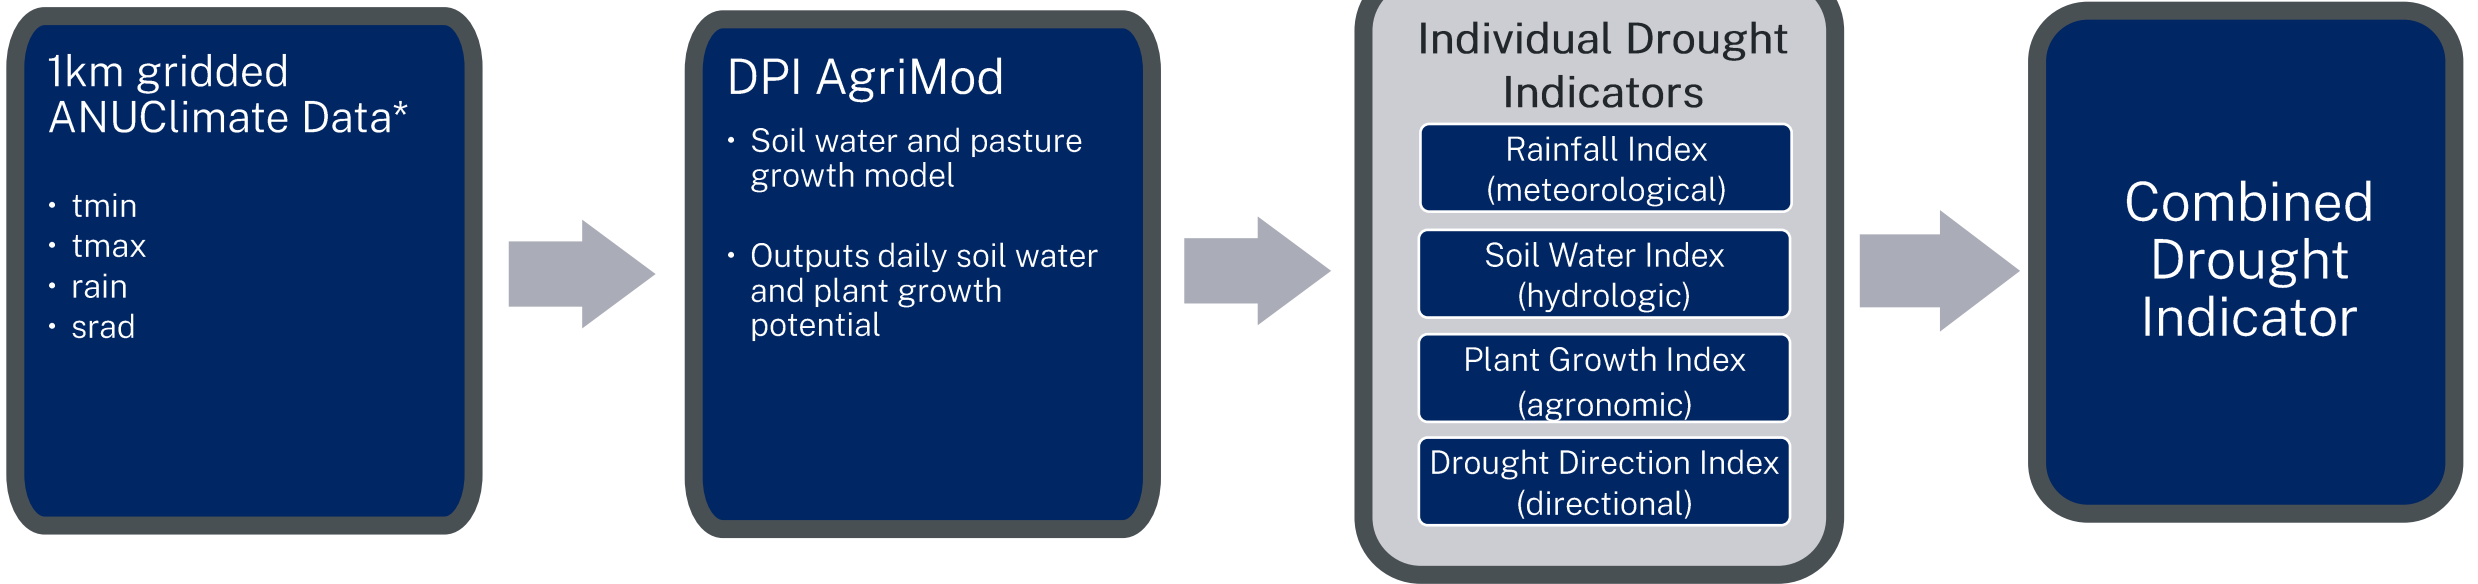 1km gridded
ANUClimate Data*
• tmin
• tmax
• rain
• srad
DPI AgriMod
• Soil water and pasture
growth model
• Outputs daily soil water
and plant growth
potential
Individual Drought
Indicators
Rainfall Index
(meteorological)
Soil Water Index
(hydrologic)
Plant Growth Index
(agronomic)
Drought Direction Index
(directional)
Combined
Drought
Indicator